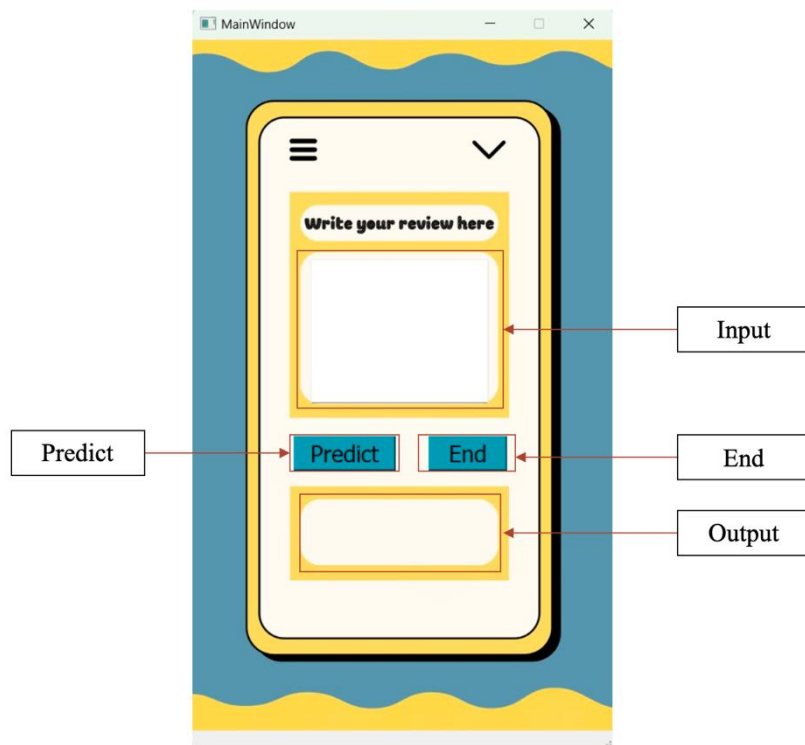 MainWindow
Write your review here
Input
Predict
Predict
End
End
Output